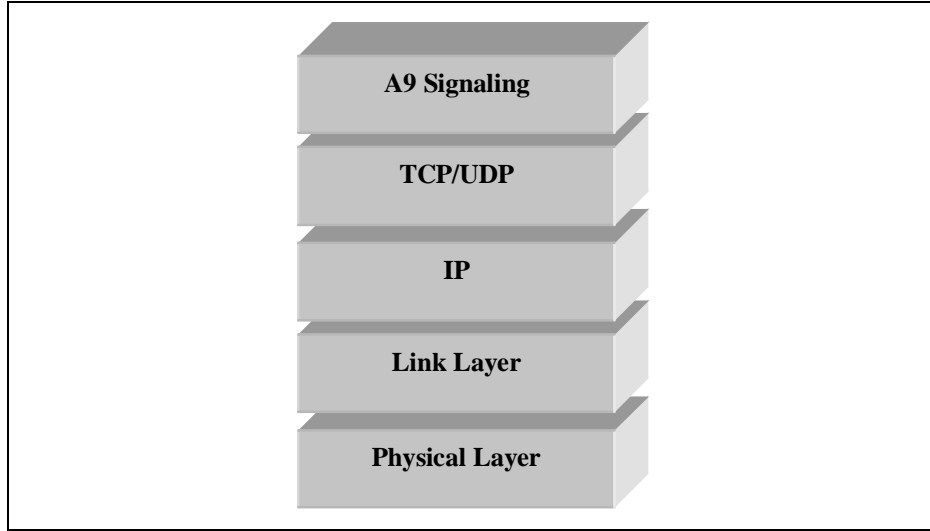 A9 Signaling
TCP/UDP
IP
Link Layer
Physical Layer